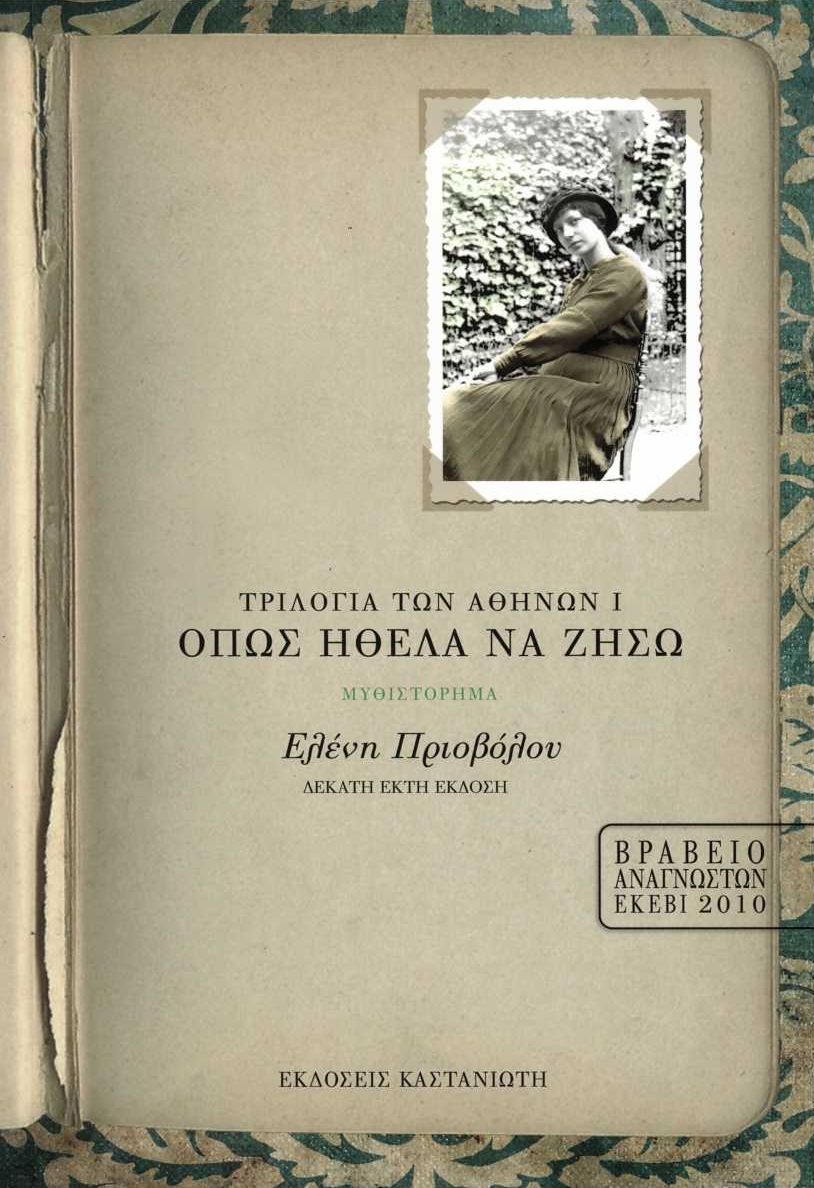 ΤΡΙΛΟΓΙΑ ΤΩΝ ΑΘΗΝΩΝ Ι
ΟΠΩΣ ΗΘΕΛΑ ΝΑ ΖΗΣΩ
ΜΥΘΙΣΤΟΡΗΜΑ
Ελένη Πριοβόλου
ΔΕΚΑΤΗ ΕΚΤΗ ΕΚΔΟΣΗ
ΒΡΑΒΕΙΟ
ΑΝΑΓΝΩΣΤΩΝ
ΕΚΕΒΙ 2010
ΕΚΔΟΣΕΙΣ ΚΑΣΤΑΝΙΩΤΗ